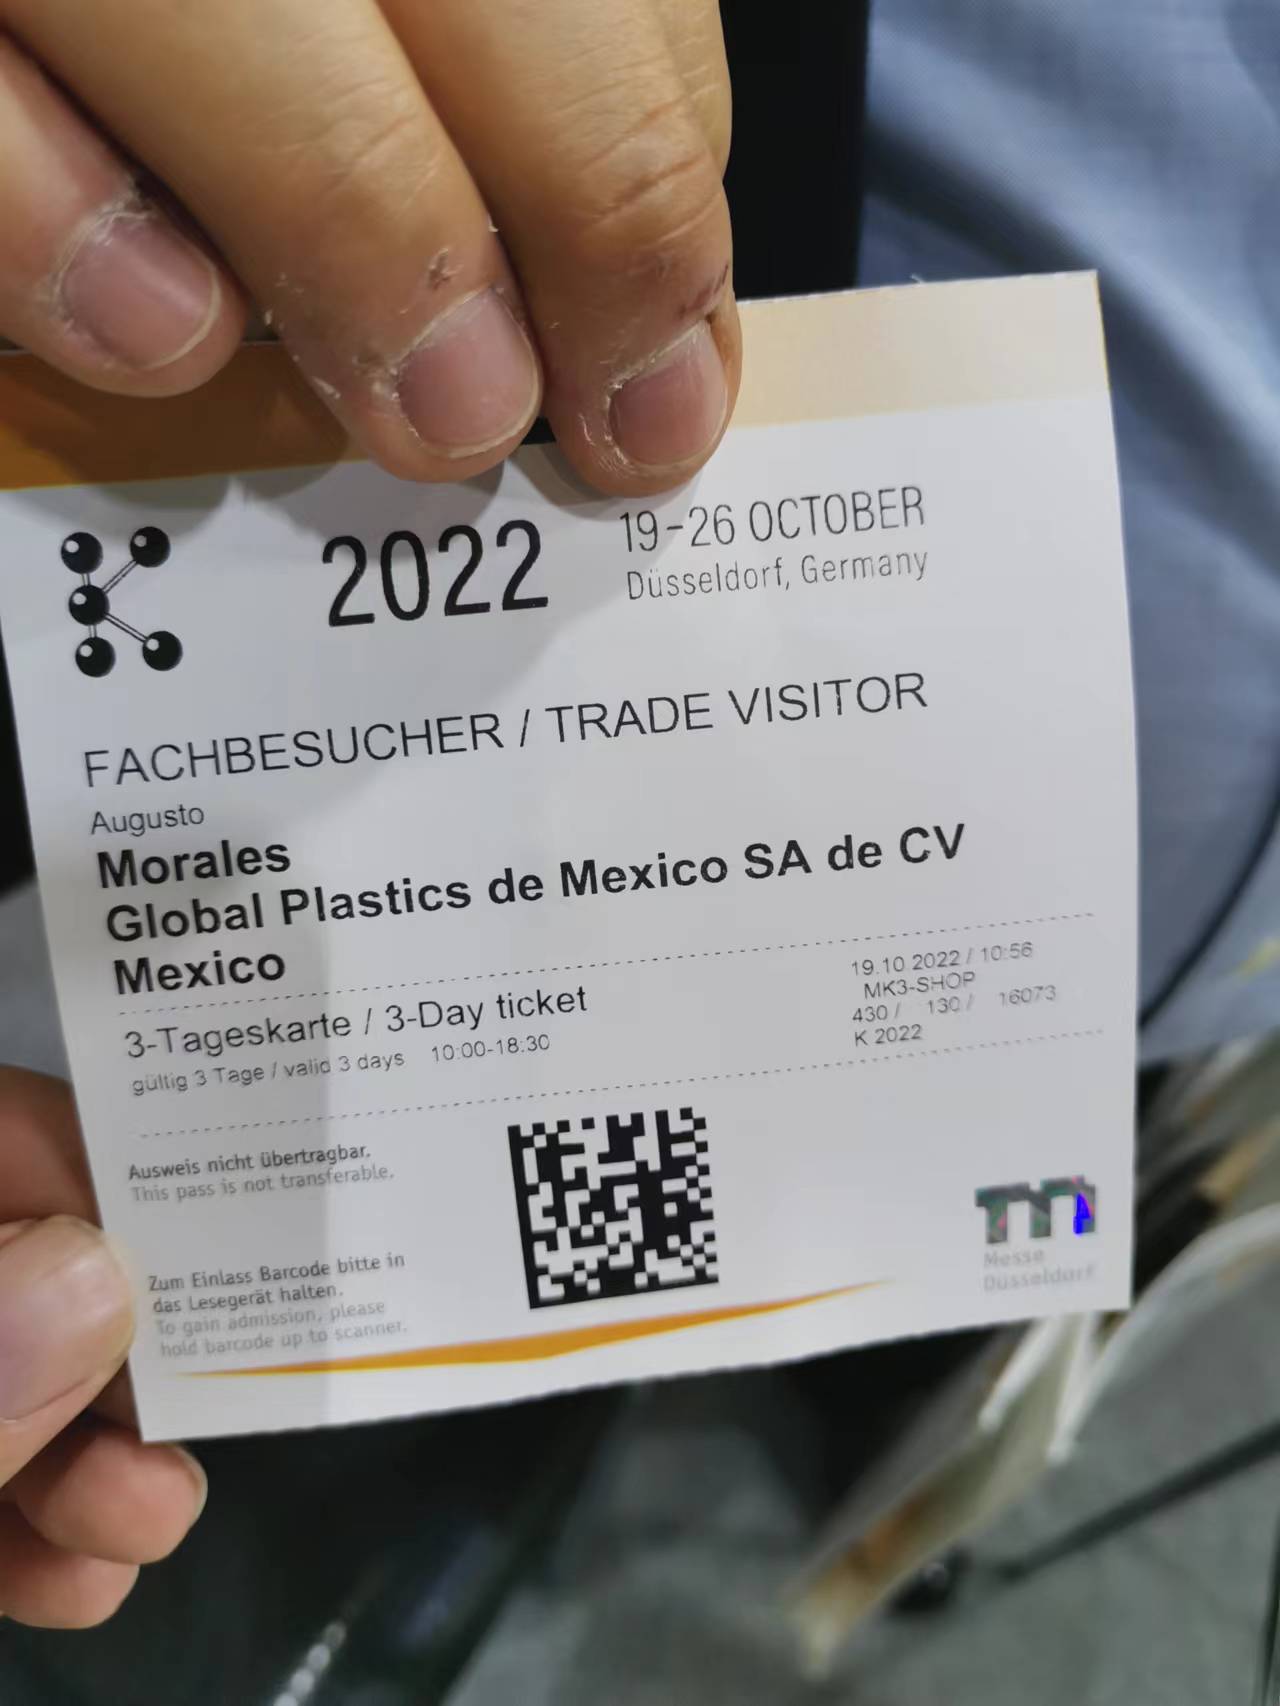 2022
19-26 OCTOBER
Düsseldorf, Germany
FACHBESUCHER / TRADE VISITOR
Augusto
Morales
Global Plastics de Mexico SA de CV
Mexico
3-Tageskarte / 3-Day ticket
gültig 3 Tage / valid 3 days 10:00-18:30
19.10 2022 / 10:56
MK3-SHOP
430 / 130 / 16073
K 2022
Ausweis nicht übertragbar.
This pass is not transferable.
Zum Einlass Barcode bitte in
das Lesegerät halten.
To gain admission, please
hold barcode up to scanner.
Messe
Düsseldorf